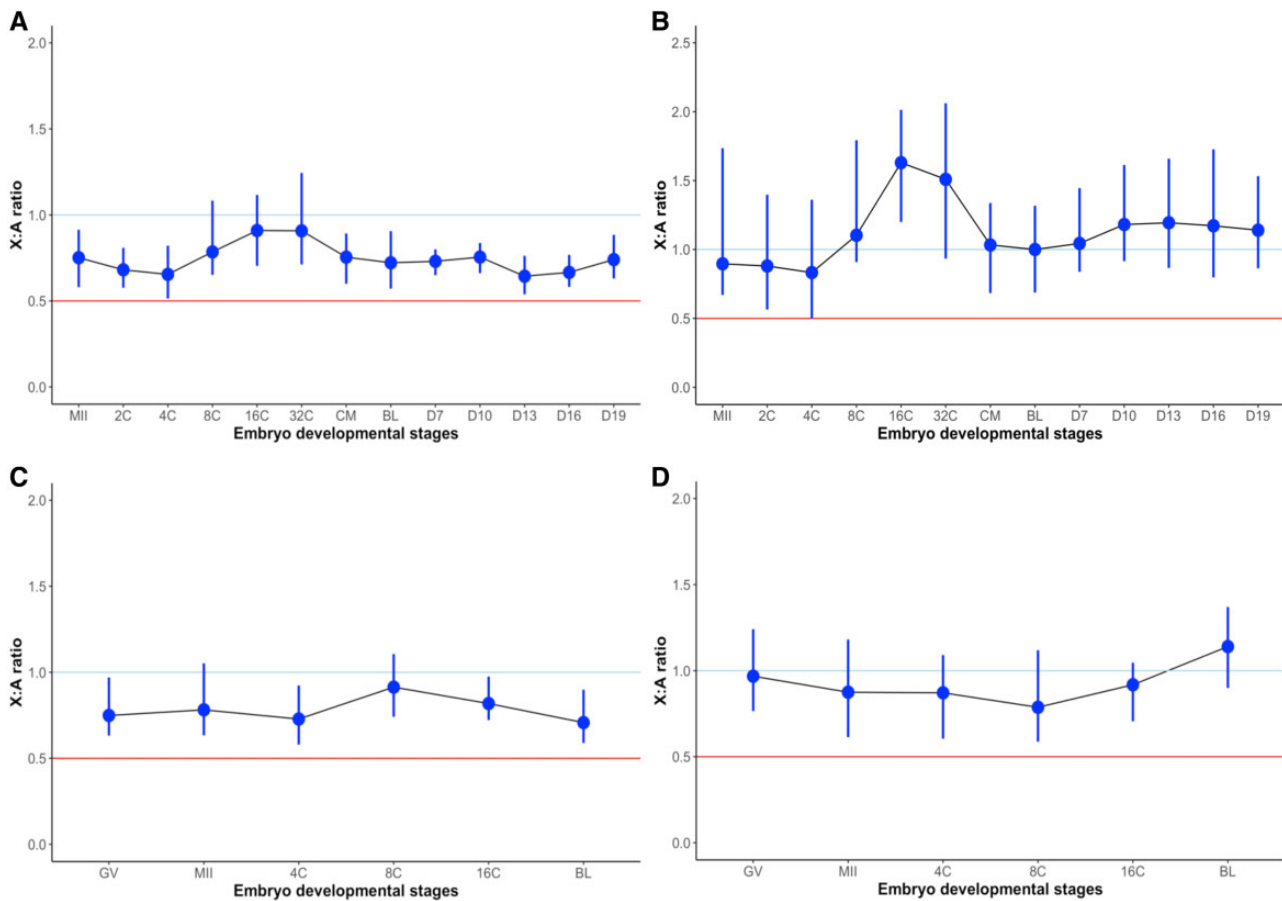 A
2.0
1.5
1.0
0.5
0.0
X:A ratio
MII 2C 4C 8C 16C 32C CM BL D7 D10 D13 D16 D19
Embryo developmental stages
B
2.5
2.0
1.5
1.0
0.5
0.0
X:A ratio
MII 2C 4C 8C 16C 32C CM BL D7 D10 D13 D16 D19
Embryo developmental stages
C
2.0
1.5
1.0
0.5
0.0
X:A ratio
GV MII 4C 8C 16C BL
Embryo developmental stages
D
2.0
1.5
1.0
0.5
0.0
X:A ratio
GV MII 4C 8C 16C BL
Embryo developmental stages